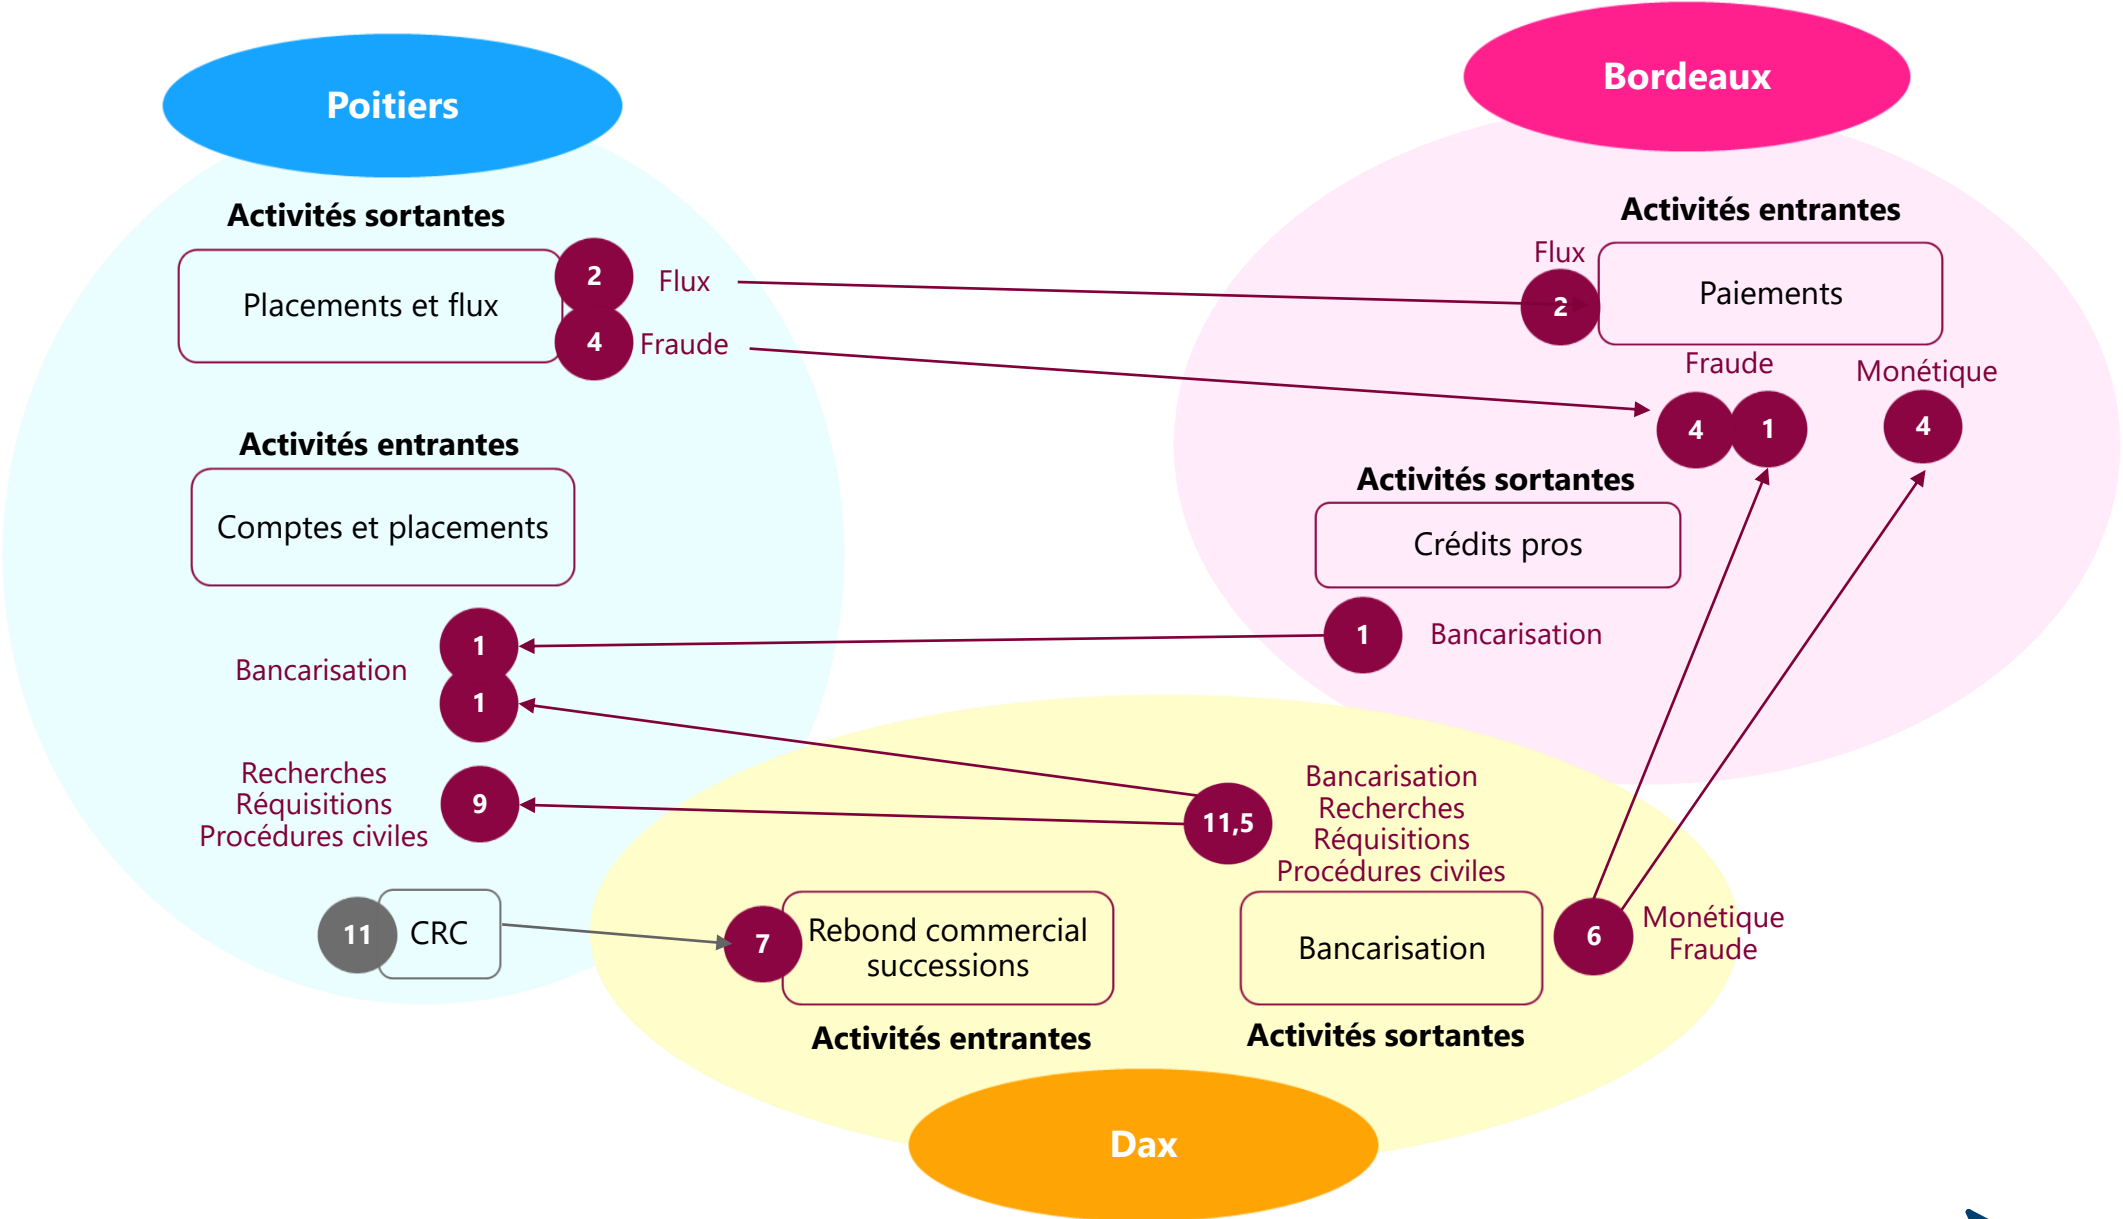 Poitiers
Activités sortantes
Placements et flux
2
Flux
4
Fraude
Activités entrantes
Comptes et placements
Bancarisation
1
1
Recherches
Réquisitions
Procédures civiles
9
11
CRC
Bordeaux
Activités entrantes
Flux
2
Paiements
Fraude
4
1
Monétique
4
Activités sortantes
Crédits pros
1
Bancarisation
11,5
Bancarisation
Recherches
Réquisitions
Procédures civiles
7
Rebond commercial
successions
Activités entrantes
Bancarisation
6
Monétique
Fraude
Activités sortantes
Dax